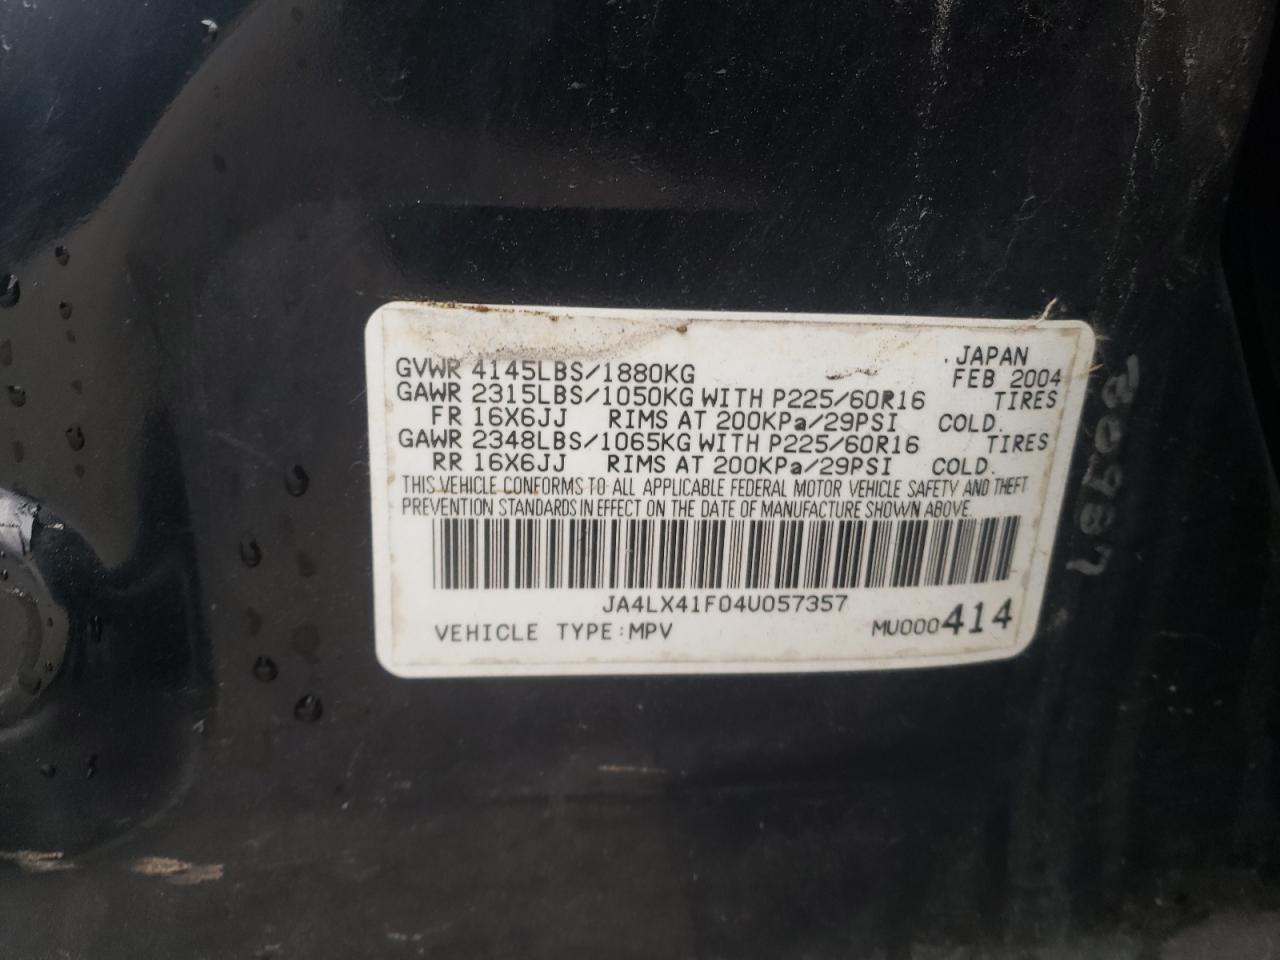 GVWR 4145LBS/1880KG . JAPAN
FEB 2004
GAWR 2315LBS/1050KG WITH P225/60R16 TIRES
FR 16X6JJ RIMS AT 200KPa/29PSI COLD.
GAWR 2348LBS/1065KG WITH P225/60R16 TIRES
RR 16X6JJ RIMS AT 200KPa/29PSI COLD.
THIS VEHICLE CONFORMS TO ALL APPLICABLE FEDERAL MOTOR VEHICLE SAFETY AND THEFT
PREVENTION STANDARDS IN EFFECT ON THE DATE OF MANUFACTURE SHOWN ABOVE.
JA4LX41F04U057357
VEHICLE TYPE:MPV MU000414